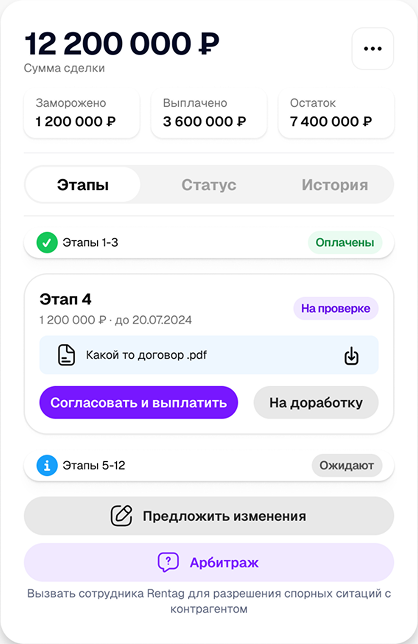 12 200 000 ₽
Сумма сделки
Заморожено
Выплачено
Остаток
1 200 000 ₽
3 600 000 ₽
7 400 000 ₽
Этапы
Статус
История
Этапы 1-3
Оплачены
Этап 4
На проверке
1 200 000 ₽ · до 20.07.2024
Какой то договор .pdf
Согласовать и выплатить
На доработку
Этапы 5-12
Ожидают
Предложить изменения
Арбитраж
Вызвать сотрудника Rentag для разрешения спорных ситаций с
контрагентом